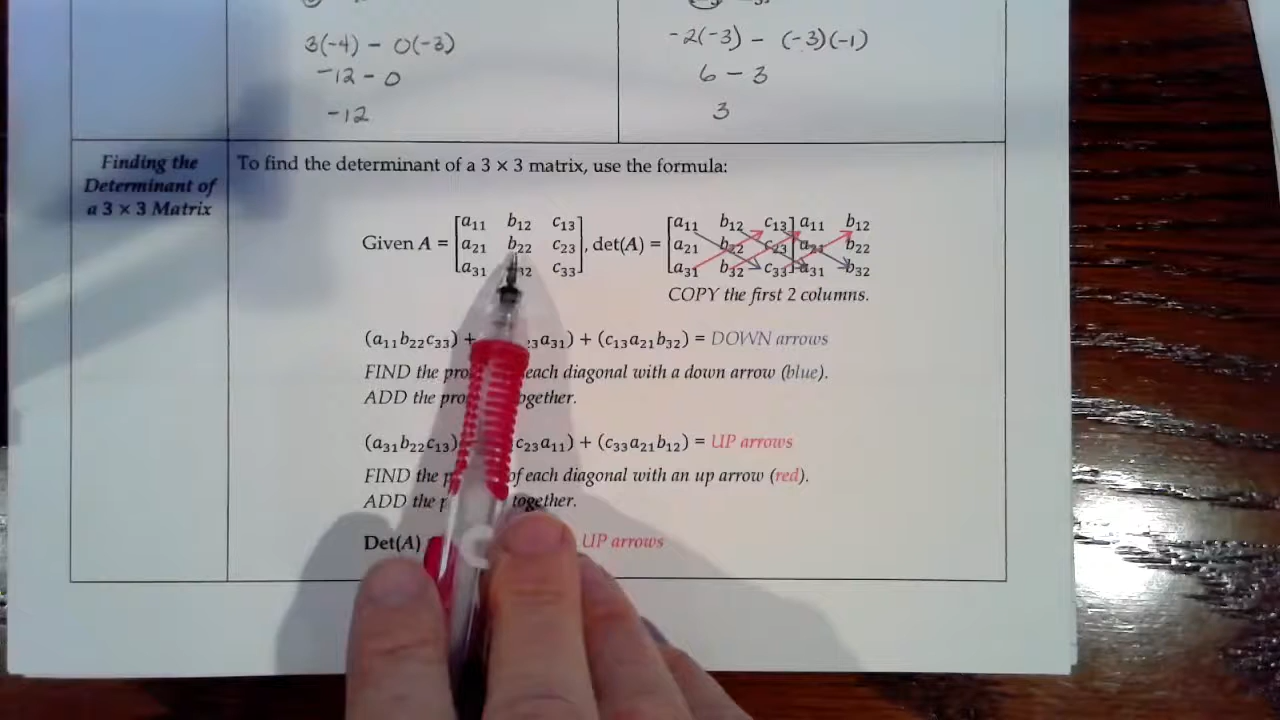 3(-4) - 0(-3)
-12 - 0
-12
-2(-3) - (-3)(-1)
6 - 3
3
Finding the
Determinant of
a 3 × 3 Matrix
To find the determinant of a 3 × 3 matrix, use the formula:
Given A = [a₁₁ b₁₂ c₁₃], det(A) = [a₁₁ b₁₂ c₁₃] a₁₁ b₁₂
a₂₁ b₂₂ c₂₃ a₂₁ b₂₂ c₂₃ a₂₁ b₂₂
a₃₁ 32 c₃₃ a₃₁ b₃₂ c₃₃ a₃₁ b₃₂
COPY the first 2 columns.
(a₁₁b₂₂c₃₃) + ₂₃a₃₁) + (c₁₃a₂₁b₃₂) = DOWN arrows
FIND the pro each diagonal with a down arrow (blue).
ADD the pro ogether.
(a₃₁b₂₂c₁₃) c₂₃a₁₁) + (c₃₃a₂₁b₁₂) = UP arrows
FIND the p of each diagonal with an up arrow (red).
ADD the p together.
Det(A) UP arrows